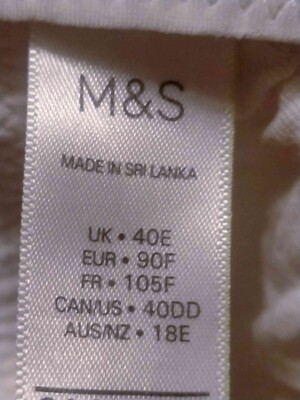 M&S
MADE IN SRI LANKA
UK • 40E
EUR • 90F
FR • 105F
CAN/US • 40DD
AUS/NZ • 18E